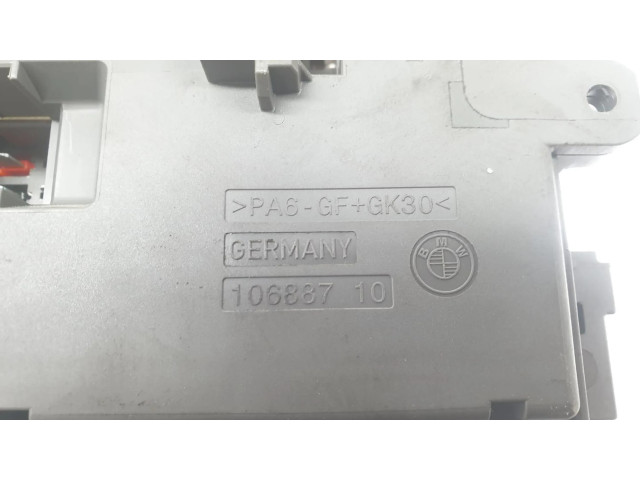 >PA6-GF+GK30<
GERMANY
BMW
106887 10